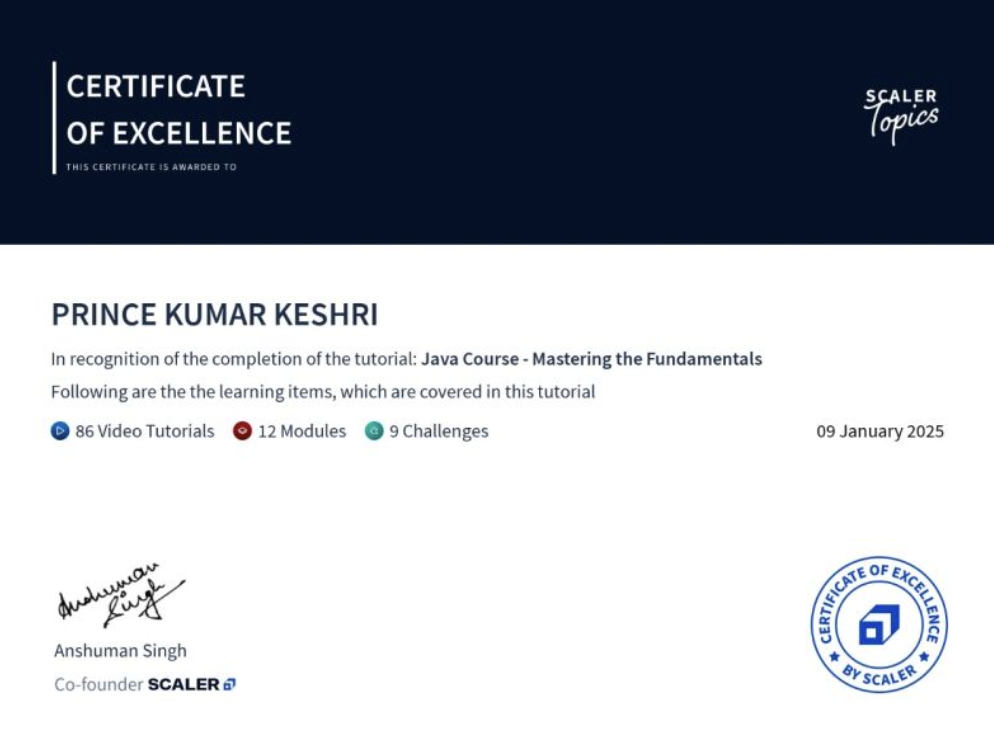 CERTIFICATE
OF EXCELLENCE
THIS CERTIFICATE IS AWARDED TO
SCALER
Topics
PRINCE KUMAR KESHRI
In recognition of the completion of the tutorial: Java Course - Mastering the Fundamentals
Following are the the learning items, which are covered in this tutorial
86 Video Tutorials 12 Modules 9 Challenges 09 January 2025
Anshuman
Singh
Anshuman Singh
Co-founder SCALER
CERTIFICATE OF EXCELLENCE
BY SCALER